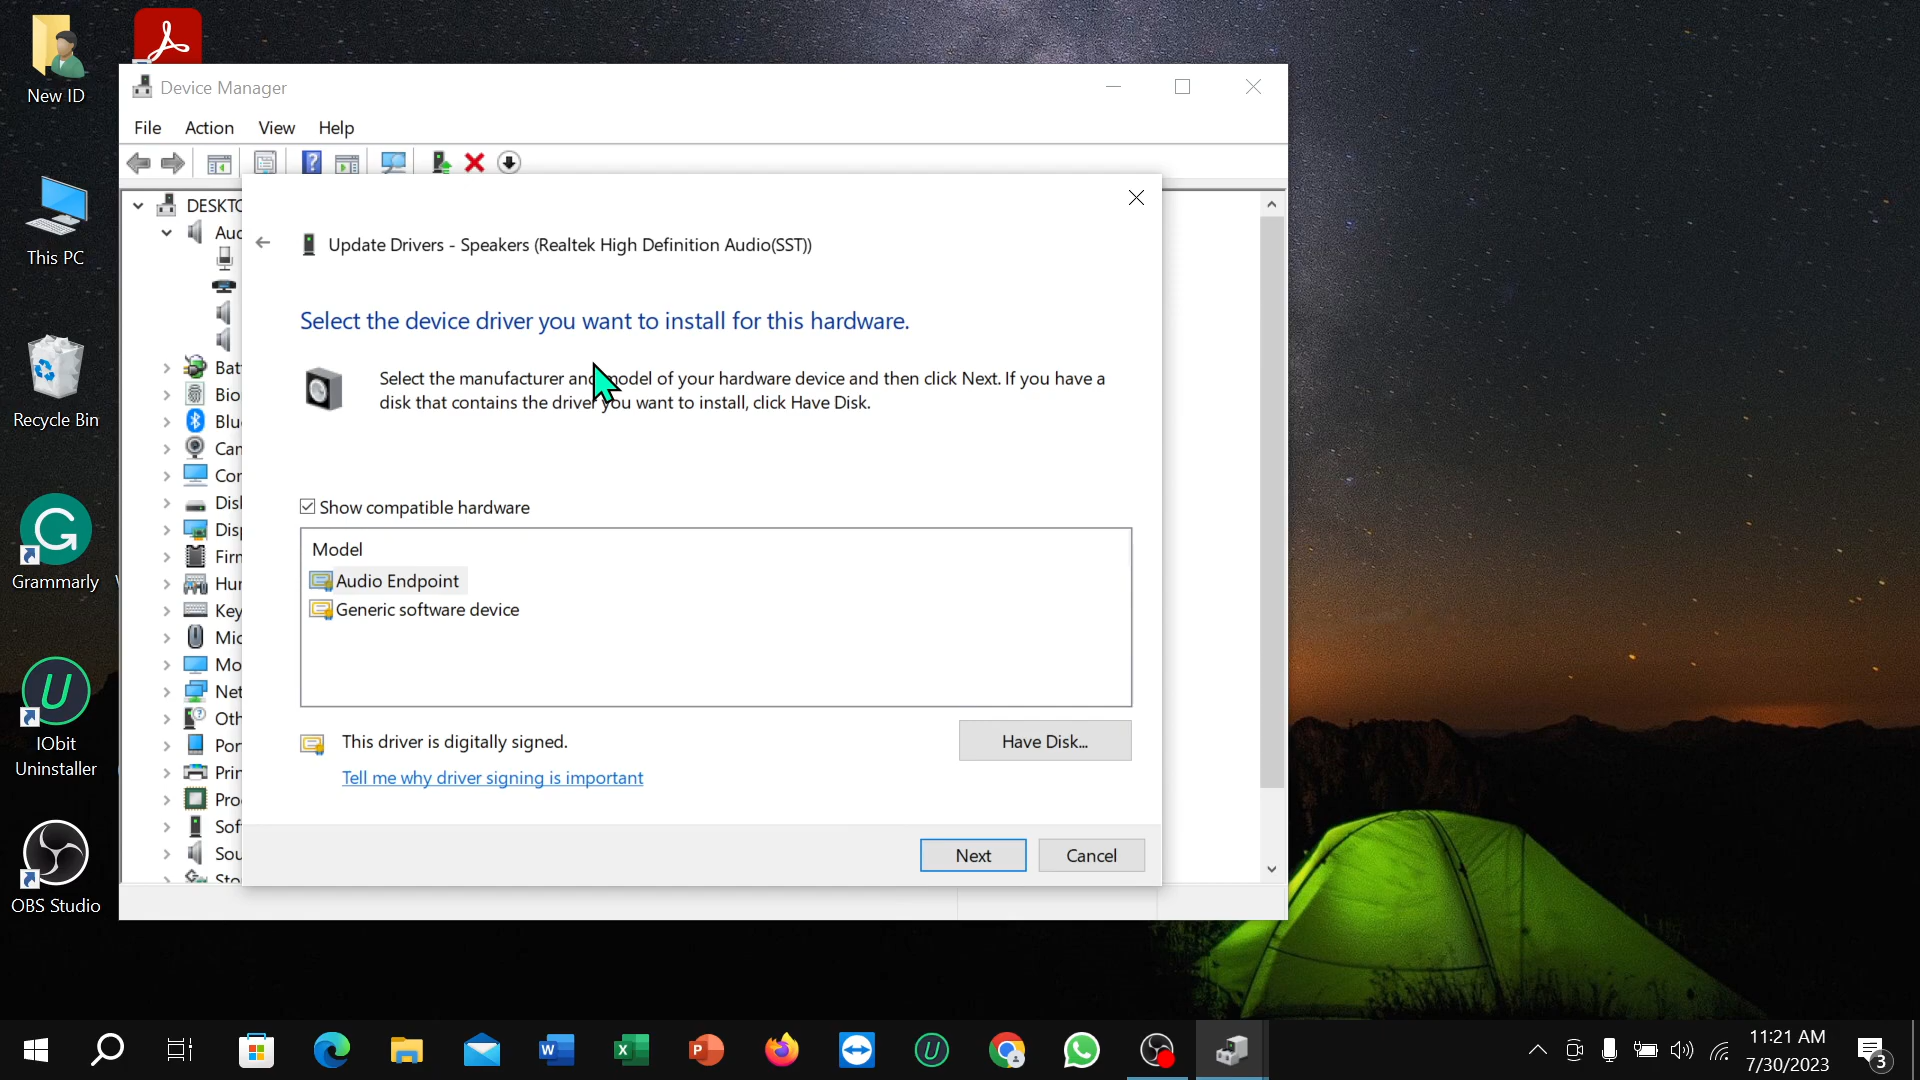 New ID
This PC
Recycle Bin
Grammarly
IObit
Uninstaller
OBS Studio
Device Manager
File Action View Help
DESKTO
Aud
Bat
Bio
Blu
Can
Cor
Disk
Disp
Firn
Hur
Key
Mic
Mo
Net
Oth
Por
Prin
Pro
Sof
Sou
Sto
Update Drivers - Speakers (Realtek High Definition Audio(SST))
Select the device driver you want to install for this hardware.
Select the manufacturer and model of your hardware device and then click Next. If you have a
disk that contains the driver you want to install, click Have Disk.
Show compatible hardware
Model
Audio Endpoint
Generic software device
This driver is digitally signed.
Tell me why driver signing is important
Have Disk...
Next Cancel
11:21 AM
7/30/2023
3